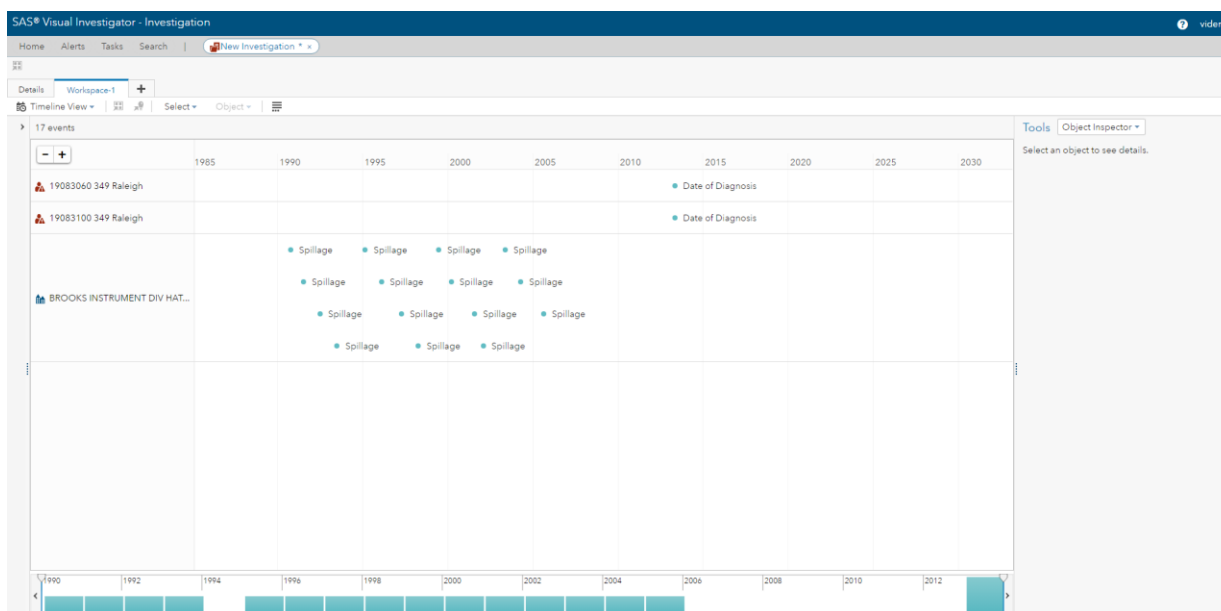 SAS® Visual Investigator - Investigation
? vider
Home Alerts Tasks Search | New Investigation * ×
Details Workspace-1 +
Timeline View Select Object
17 events
Tools Object Inspector
Select an object to see details.
- +
1985 1990 1995 2000 2005 2010 2015 2020 2025 2030
19083060 349 Raleigh Date of Diagnosis
19083100 349 Raleigh Date of Diagnosis
Spillage Spillage Spillage Spillage
Spillage Spillage Spillage Spillage
BROOKS INSTRUMENT DIV HAT...
Spillage Spillage Spillage Spillage
Spillage Spillage Spillage
1990 1992 1994 1996 1998 2000 2002 2004 2006 2008 2010 2012